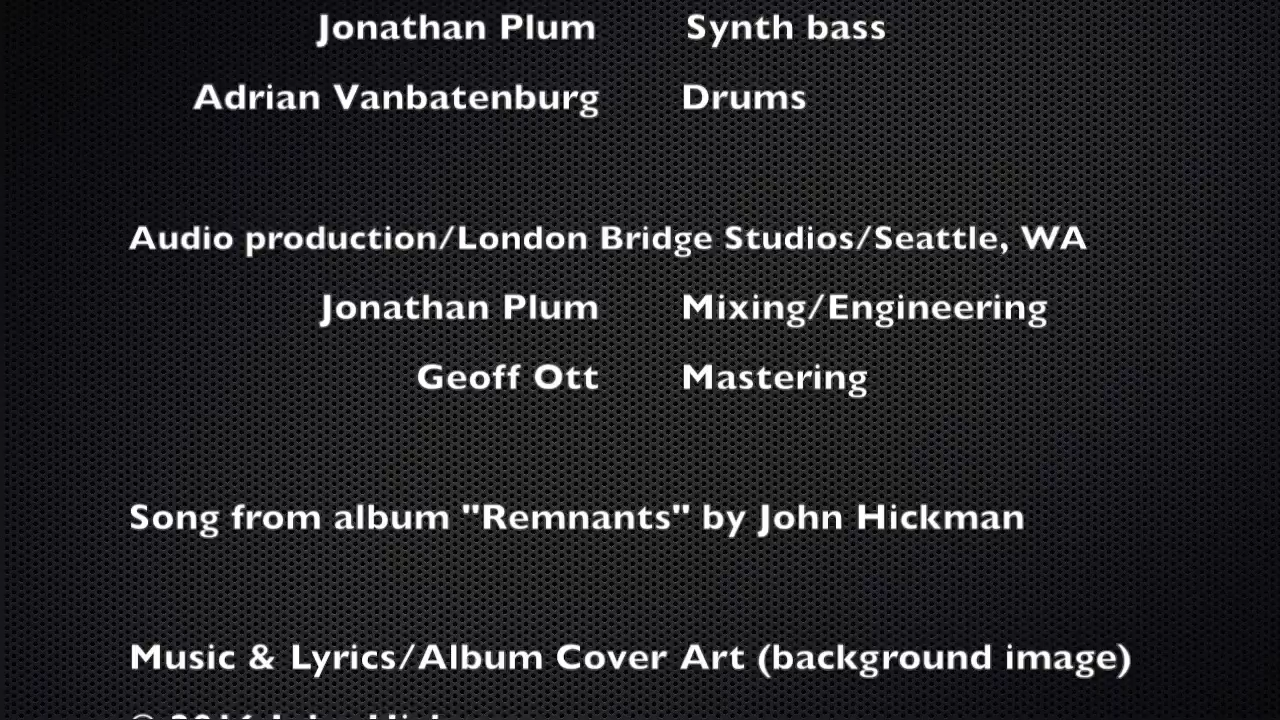 Jonathan Plum Synth bass
Adrian Vanbatenburg Drums
Audio production/London Bridge Studios/Seattle, WA
Jonathan Plum Mixing/Engineering
Geoff Ott Mastering
Song from album "Remnants" by John Hickman
Music & Lyrics/Album Cover Art (background image)